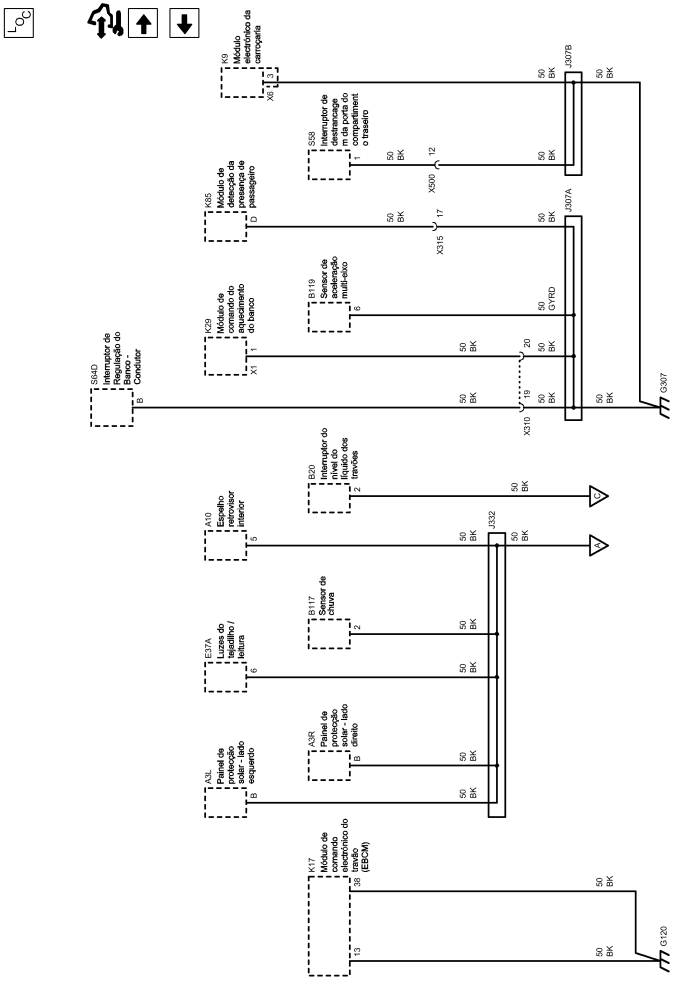 LOC
S64D
Interruptor de
Regulação do
Banco -
Condutor
B
A3L
Painel de
protecção
solar - lado
esquerdo
B
E37A
Luzes do
tejadilho /
leitura
6
A10
Espelho
retrovisor
interior
5
K29
Módulo de
comando do
aquecimento
do banco
X1
1
K85
Módulo de
detecção da
presença de
passageiro
D
K9
Módulo
electrónico da
carroçaria
X6
3
K17
Módulo de
comando
electrónico do
travão
(EBCM)
13
38
A3R
Painel de
protecção
solar - lado
direito
B
B117
Sensor de
chuva
2
B20
Interruptor do
nível do
líquido dos
travões
2
B119
Sensor de
aceleração
multi-eixo
6
S58
Interruptor de
destrancage
m da porta do
compartiment
o traseiro
1
50
BK
50
BK
X315
17
X500
12
50
BK
50
BK
50
BK
50
BK
50
BK
50
BK
50
BK
J332
50
BK
50
BK
X310
19
20
50
BK
50
BK
50
GYRD
50
BK
50
BK
50
BK
J307A
J307B
50
BK
50
BK
50
BK
50
BK
A
C
G120
G307